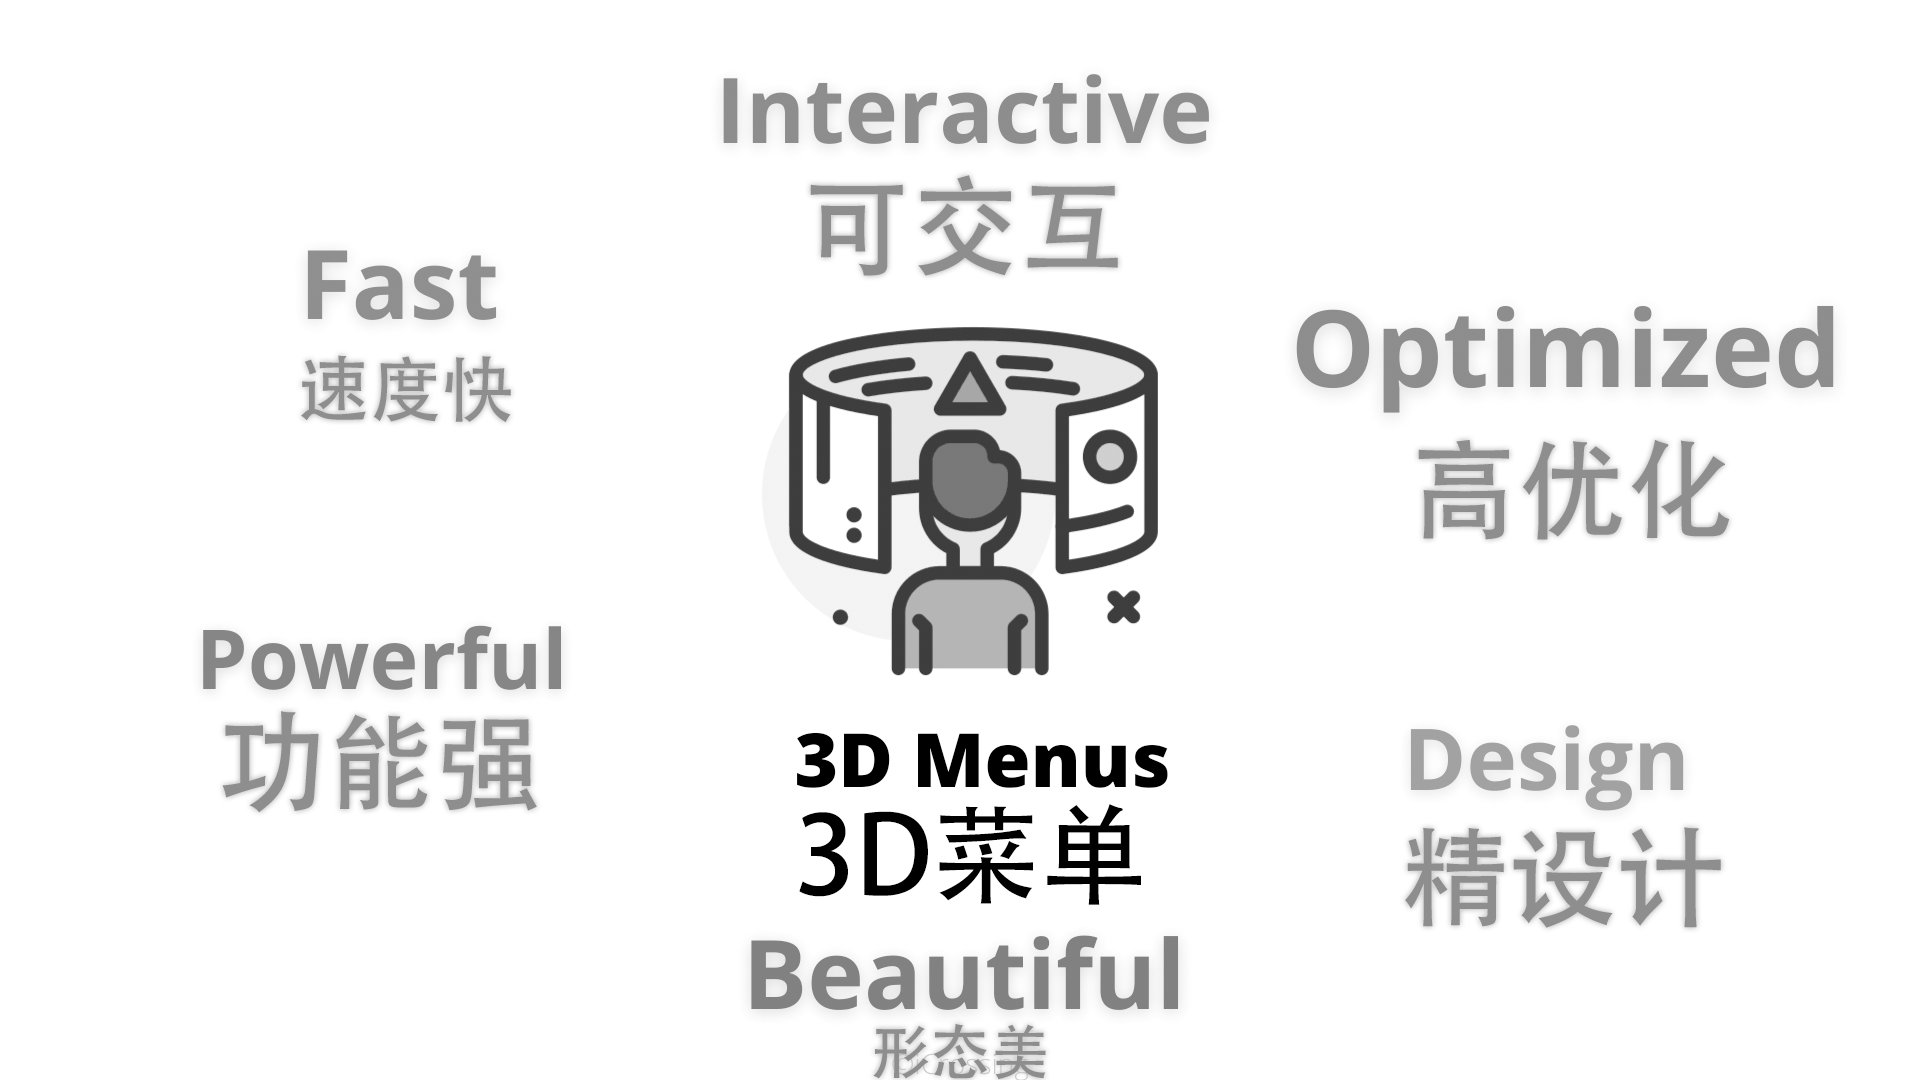 Interactive
可交互
Fast
速度快
Optimized
高优化
Powerful
功能强
3D Menus
3D菜单
Design
精设计
Beautiful
形态美